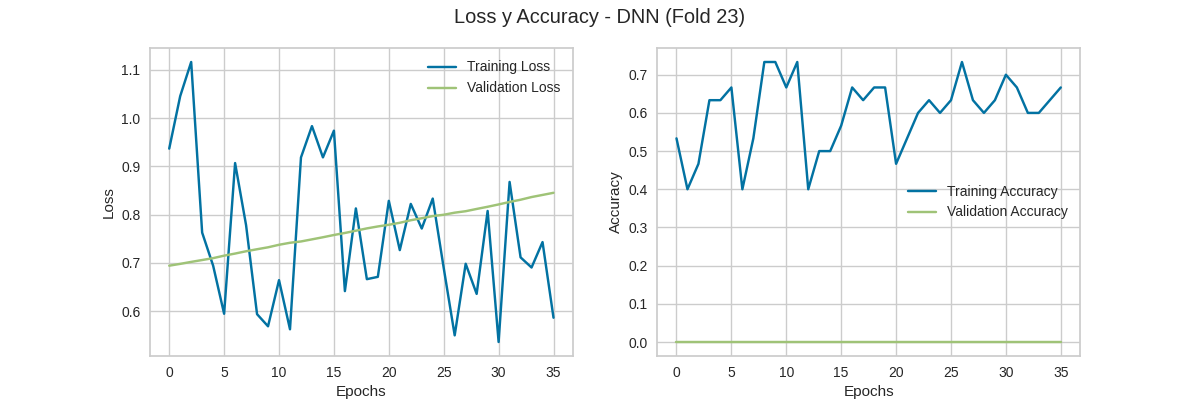 Loss y Accuracy - DNN (Fold 23)
1.1
1.0
0.9
0.8
0.7
0.6
Loss
0 5 10 15 20 25 30 35
Epochs
Training Loss
Validation Loss
0.7
0.6
0.5
0.4
0.3
0.2
0.1
0.0
Accuracy
0 5 10 15 20 25 30 35
Epochs
Training Accuracy
Validation Accuracy